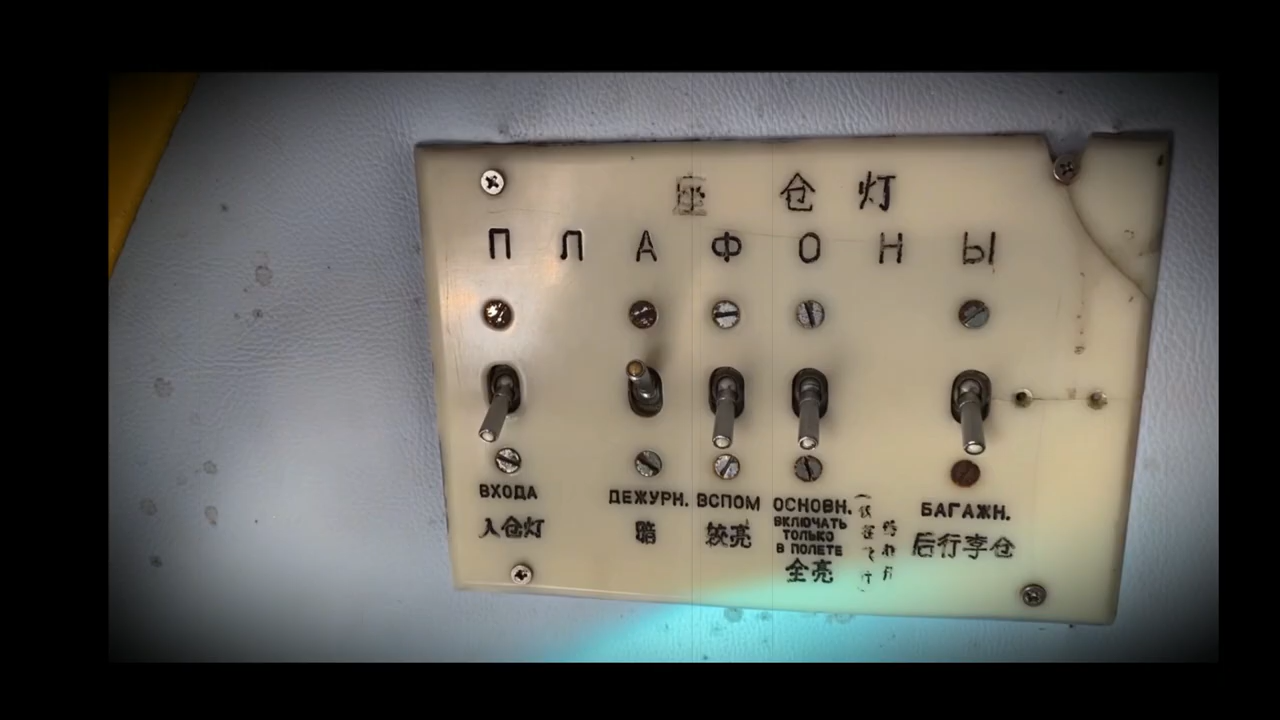 座 仓 灯
П Л А Ф О Н Ы
ВХОДА
入仓灯
ДЕЖУРН.
暗
ВСПОМ
较亮
ОСНОВН.
ВКЛЮЧАТЬ
ТОЛЬКО
В ПОЛЕТЕ
全亮
БАГАЖН.
后行李仓